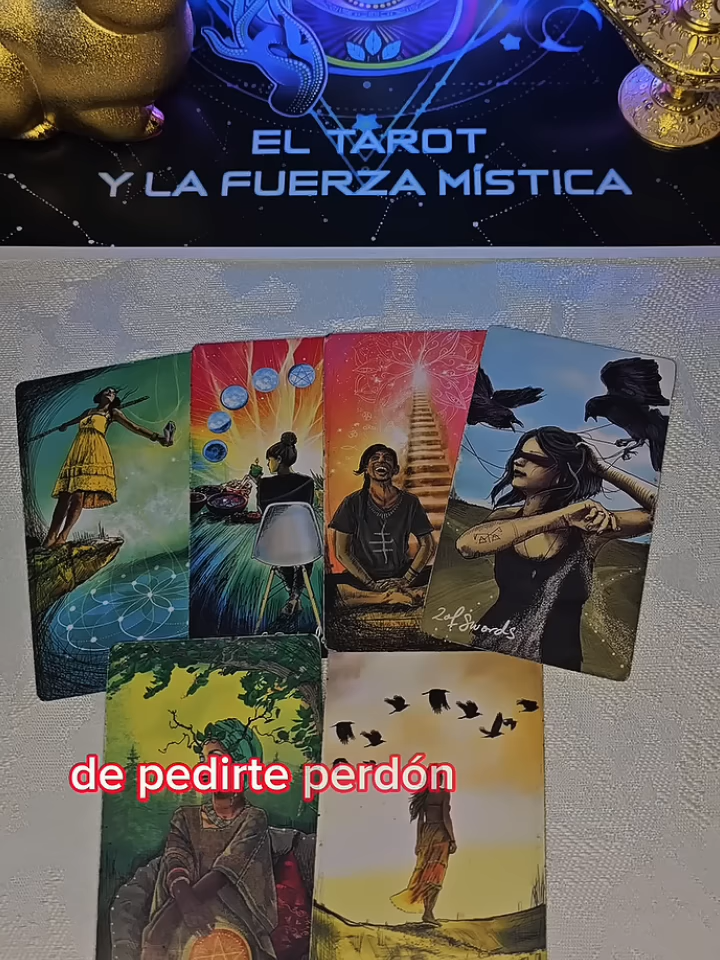 EL TAROT
Y LA FUERZA MÍSTICA
2 of Swords
de pedirte perdón